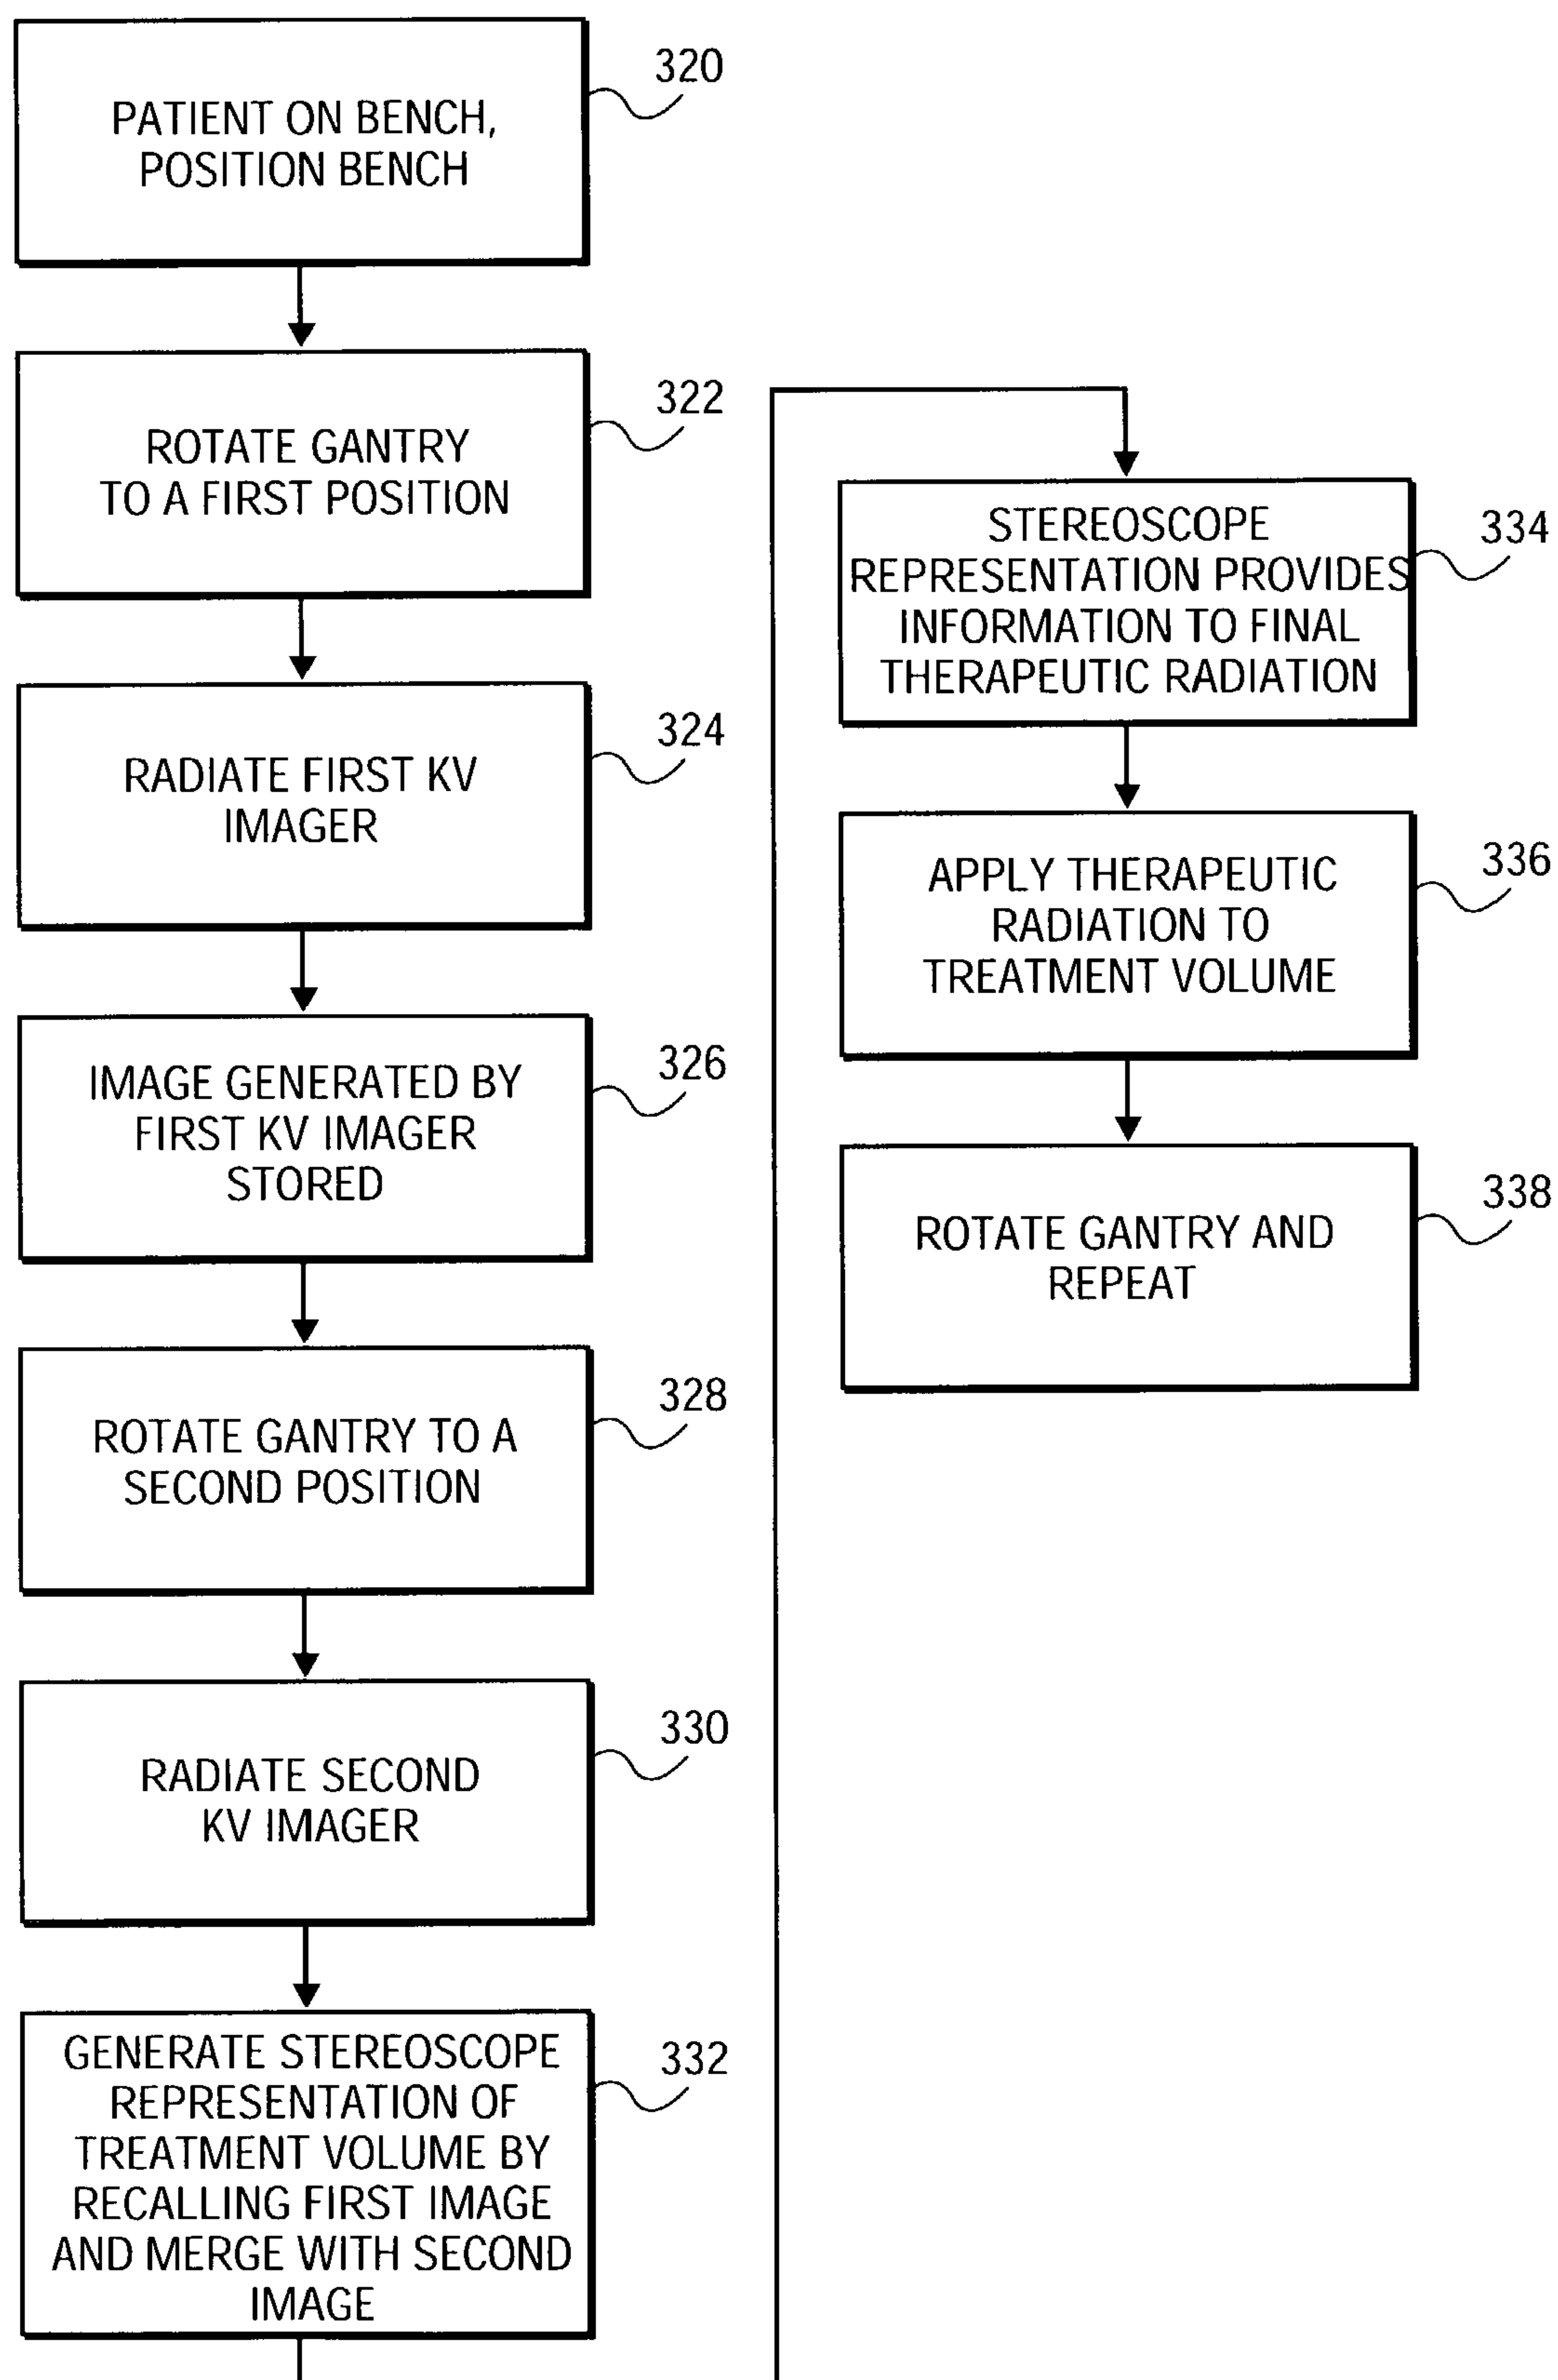 PATIENT ON BENCH,
POSITION BENCH
320
ROTATE GANTRY
TO A FIRST POSITION
322
RADIATE FIRST KV
IMAGER
324
IMAGE GENERATED BY
FIRST KV IMAGER
STORED
326
ROTATE GANTRY TO A
SECOND POSITION
328
RADIATE SECOND
KV IMAGER
330
GENERATE STEREOSCOPE
REPRESENTATION OF
TREATMENT VOLUME BY
RECALLING FIRST IMAGE
AND MERGE WITH SECOND
IMAGE
332
STEREOSCOPE
REPRESENTATION PROVIDES
INFORMATION TO FINAL
THERAPEUTIC RADIATION
334
APPLY THERAPEUTIC
RADIATION TO
TREATMENT VOLUME
336
ROTATE GANTRY AND
REPEAT
338